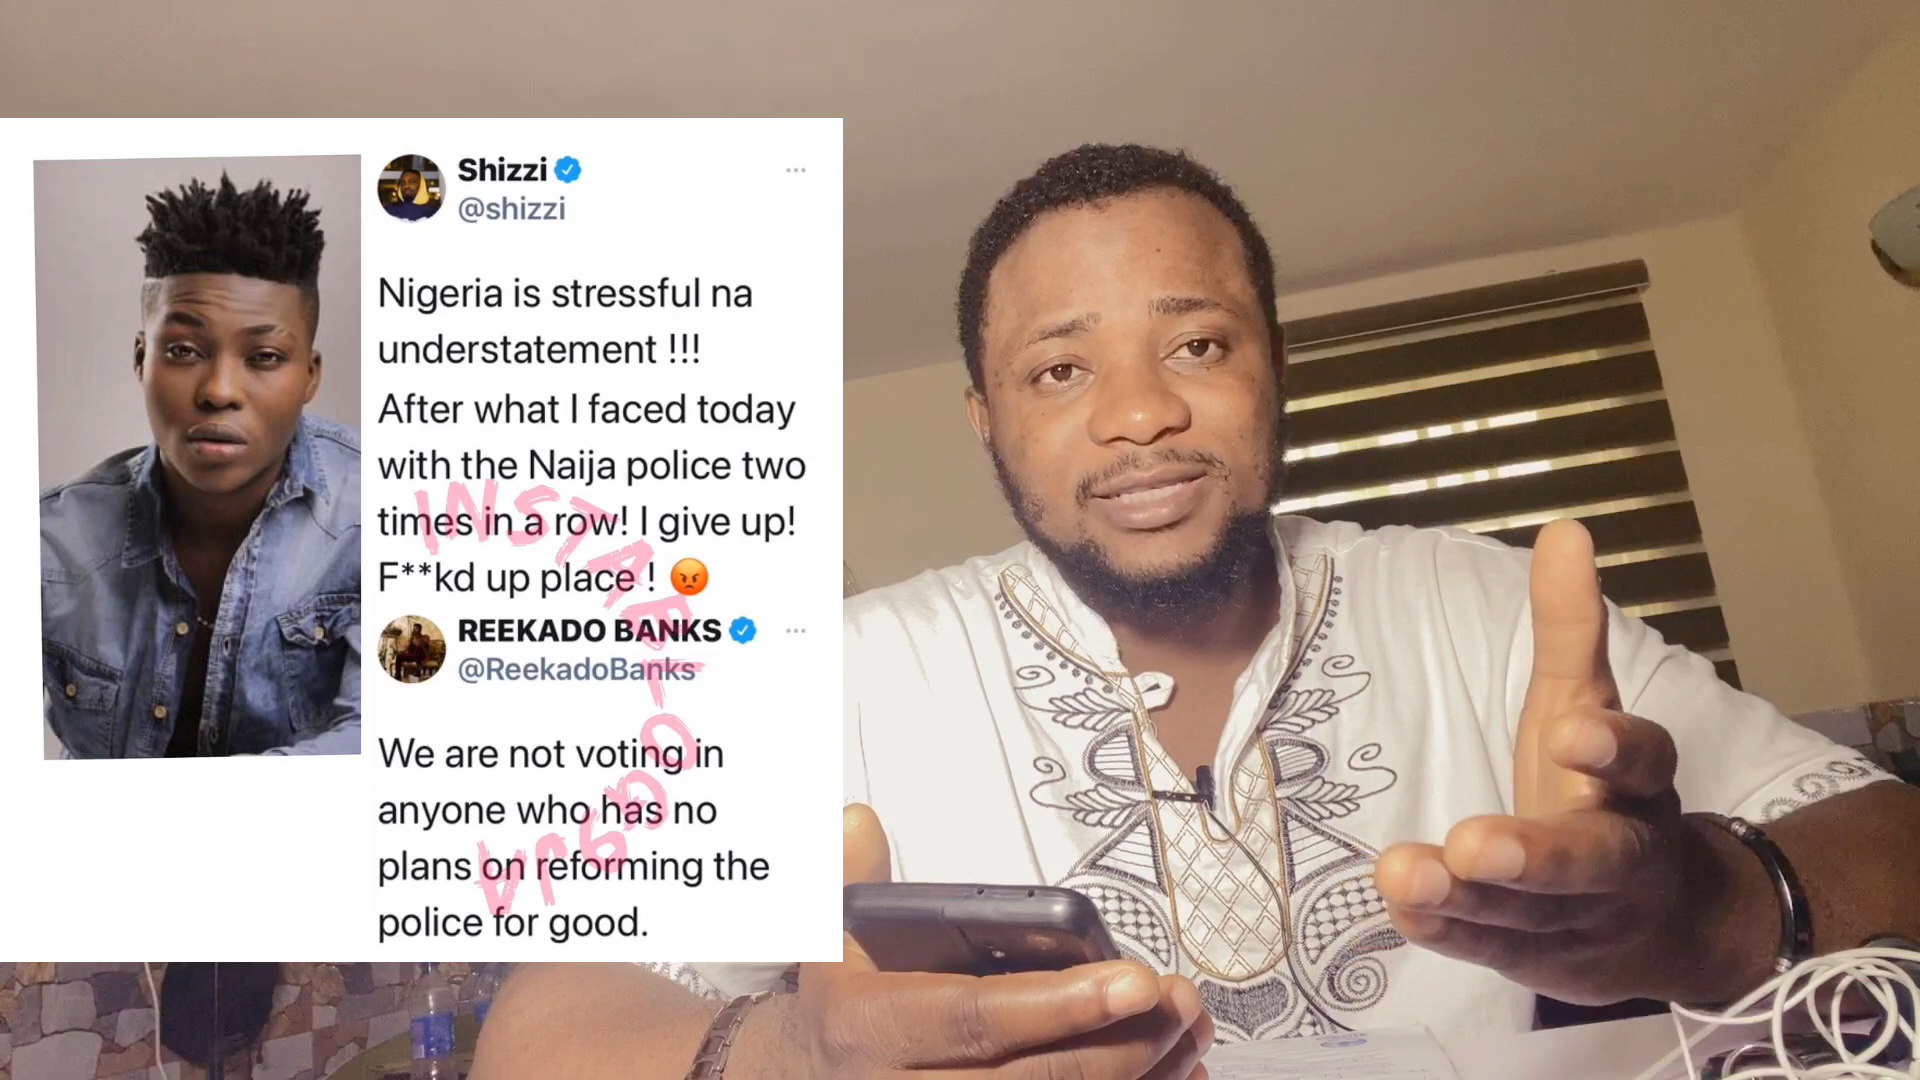 Shizzi
@shizzi
Nigeria is stressful na
understatement !!!
After what I faced today
with the Naija police two
times in a row! I give up!
F**kd up place ! 😡
REEKADO BANKS
@ReekadoBanks
We are not voting in
anyone who has no
plans on reforming the
police for good.
INSTABLOG9JA